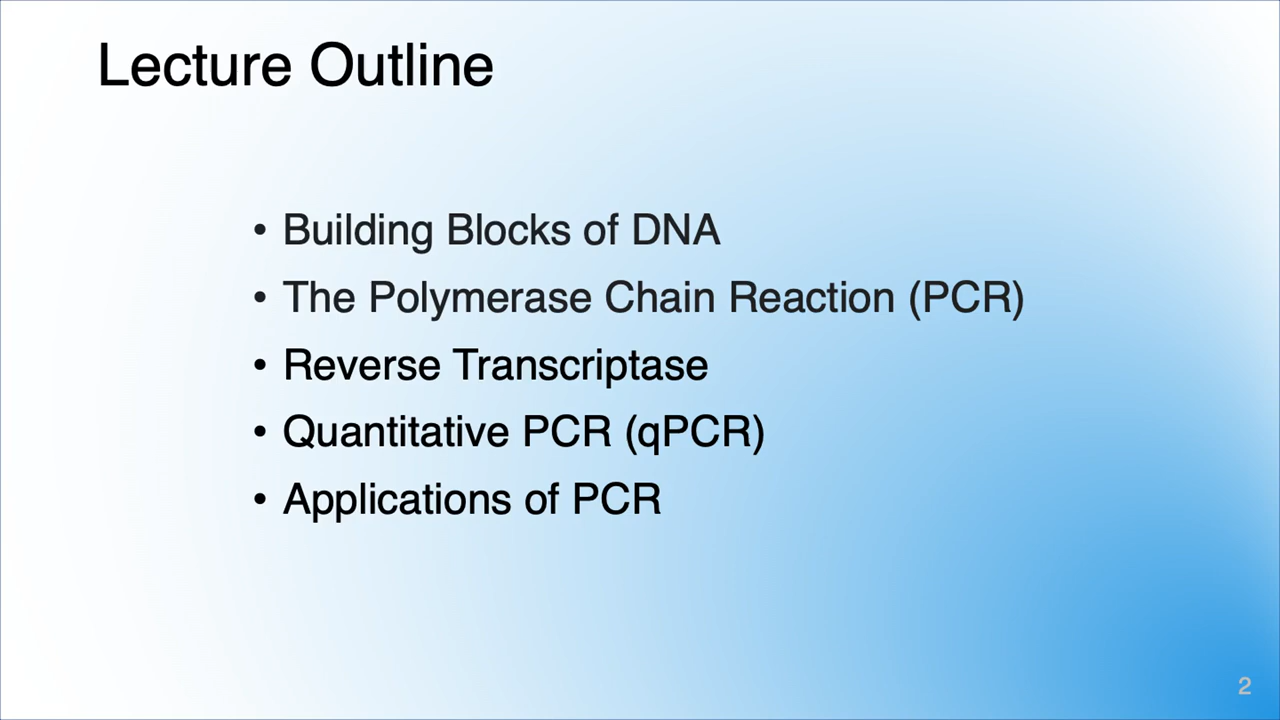 Lecture Outline
• Building Blocks of DNA
• The Polymerase Chain Reaction (PCR)
• Reverse Transcriptase
• Quantitative PCR (qPCR)
• Applications of PCR
2